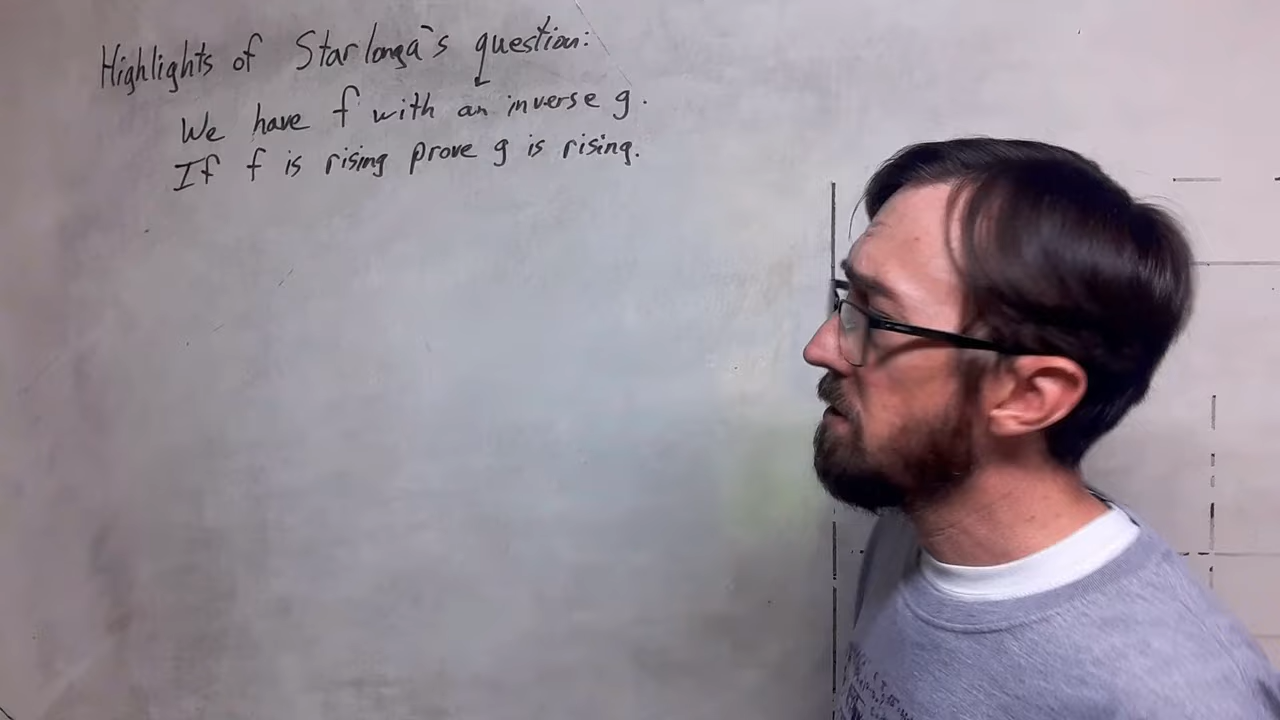 Highlights of Starlonga's question:
We have f with an inverse g.
If f is rising prove g is rising.